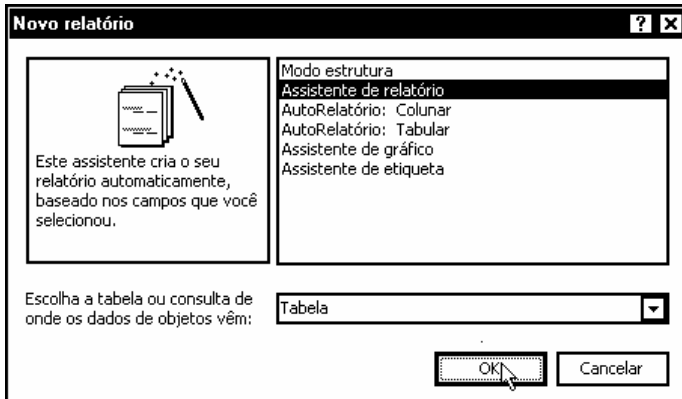 Novo relatório
Modo estrutura
Assistente de relatório
AutoRelatório: Colunar
AutoRelatório: Tabular
Assistente de gráfico
Assistente de etiqueta
Este assistente cria o seu
relatório automaticamente,
baseado nos campos que você
selecionou.
Escolha a tabela ou consulta de
onde os dados de objetos vêm:
Tabela
OK
Cancelar